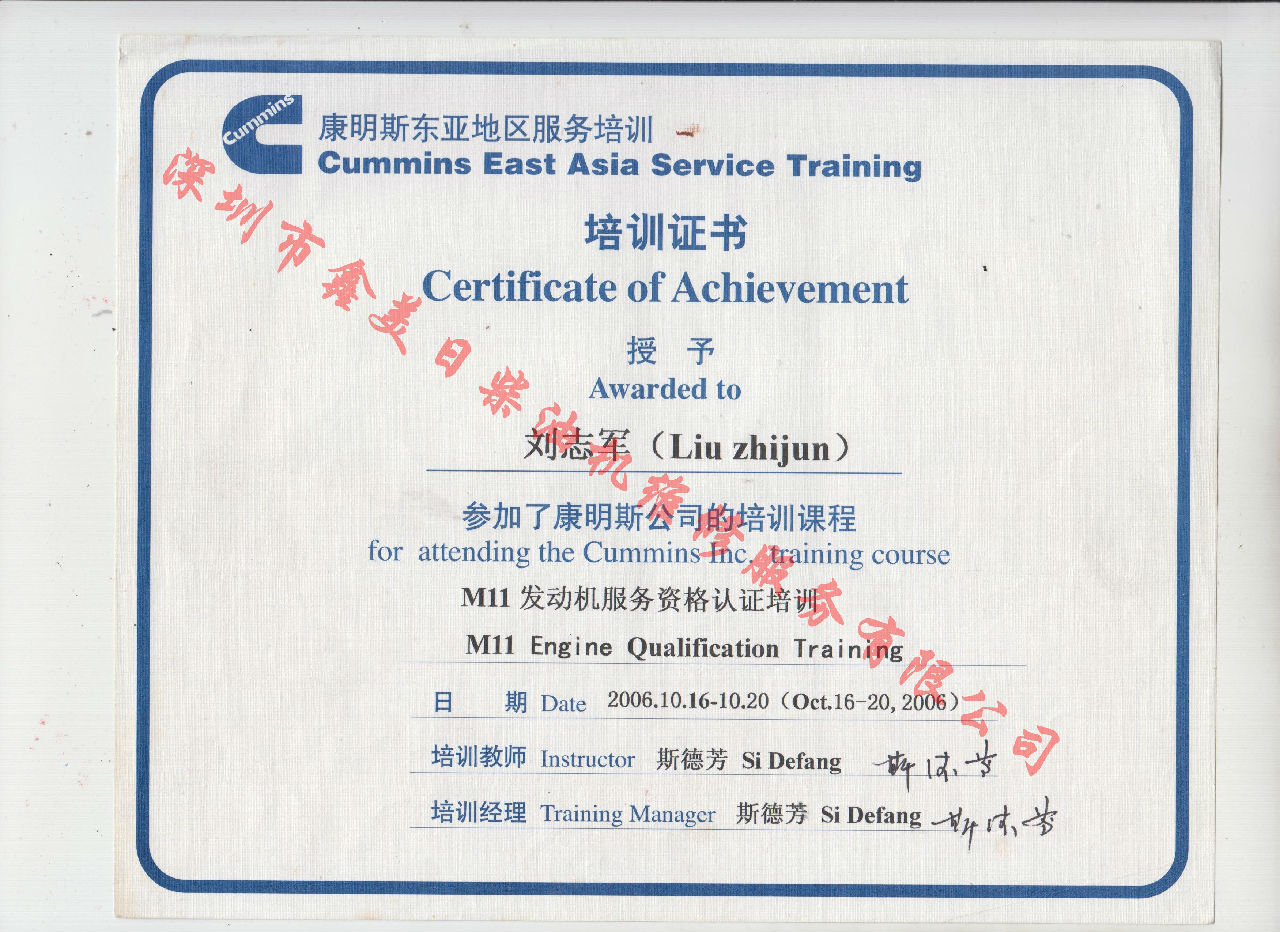 Cummins
康明斯东亚地区服务培训
Cummins East Asia Service Training
培训证书
Certificate of Achievement
授 予
Awarded to
刘志军（Liu zhijun）
参加了康明斯公司的培训课程
for attending the Cummins Inc. training course
M11 发动机服务资格认证培训
M11 Engine Qualification Training
日 期 Date 2006.10.16-10.20（Oct.16-20, 2006）
培训教师 Instructor 斯德芳 Si Defang 斯德芳
培训经理 Training Manager 斯德芳 Si Defang 斯德芳
深圳市鑫美日柴油机维修服务有限公司